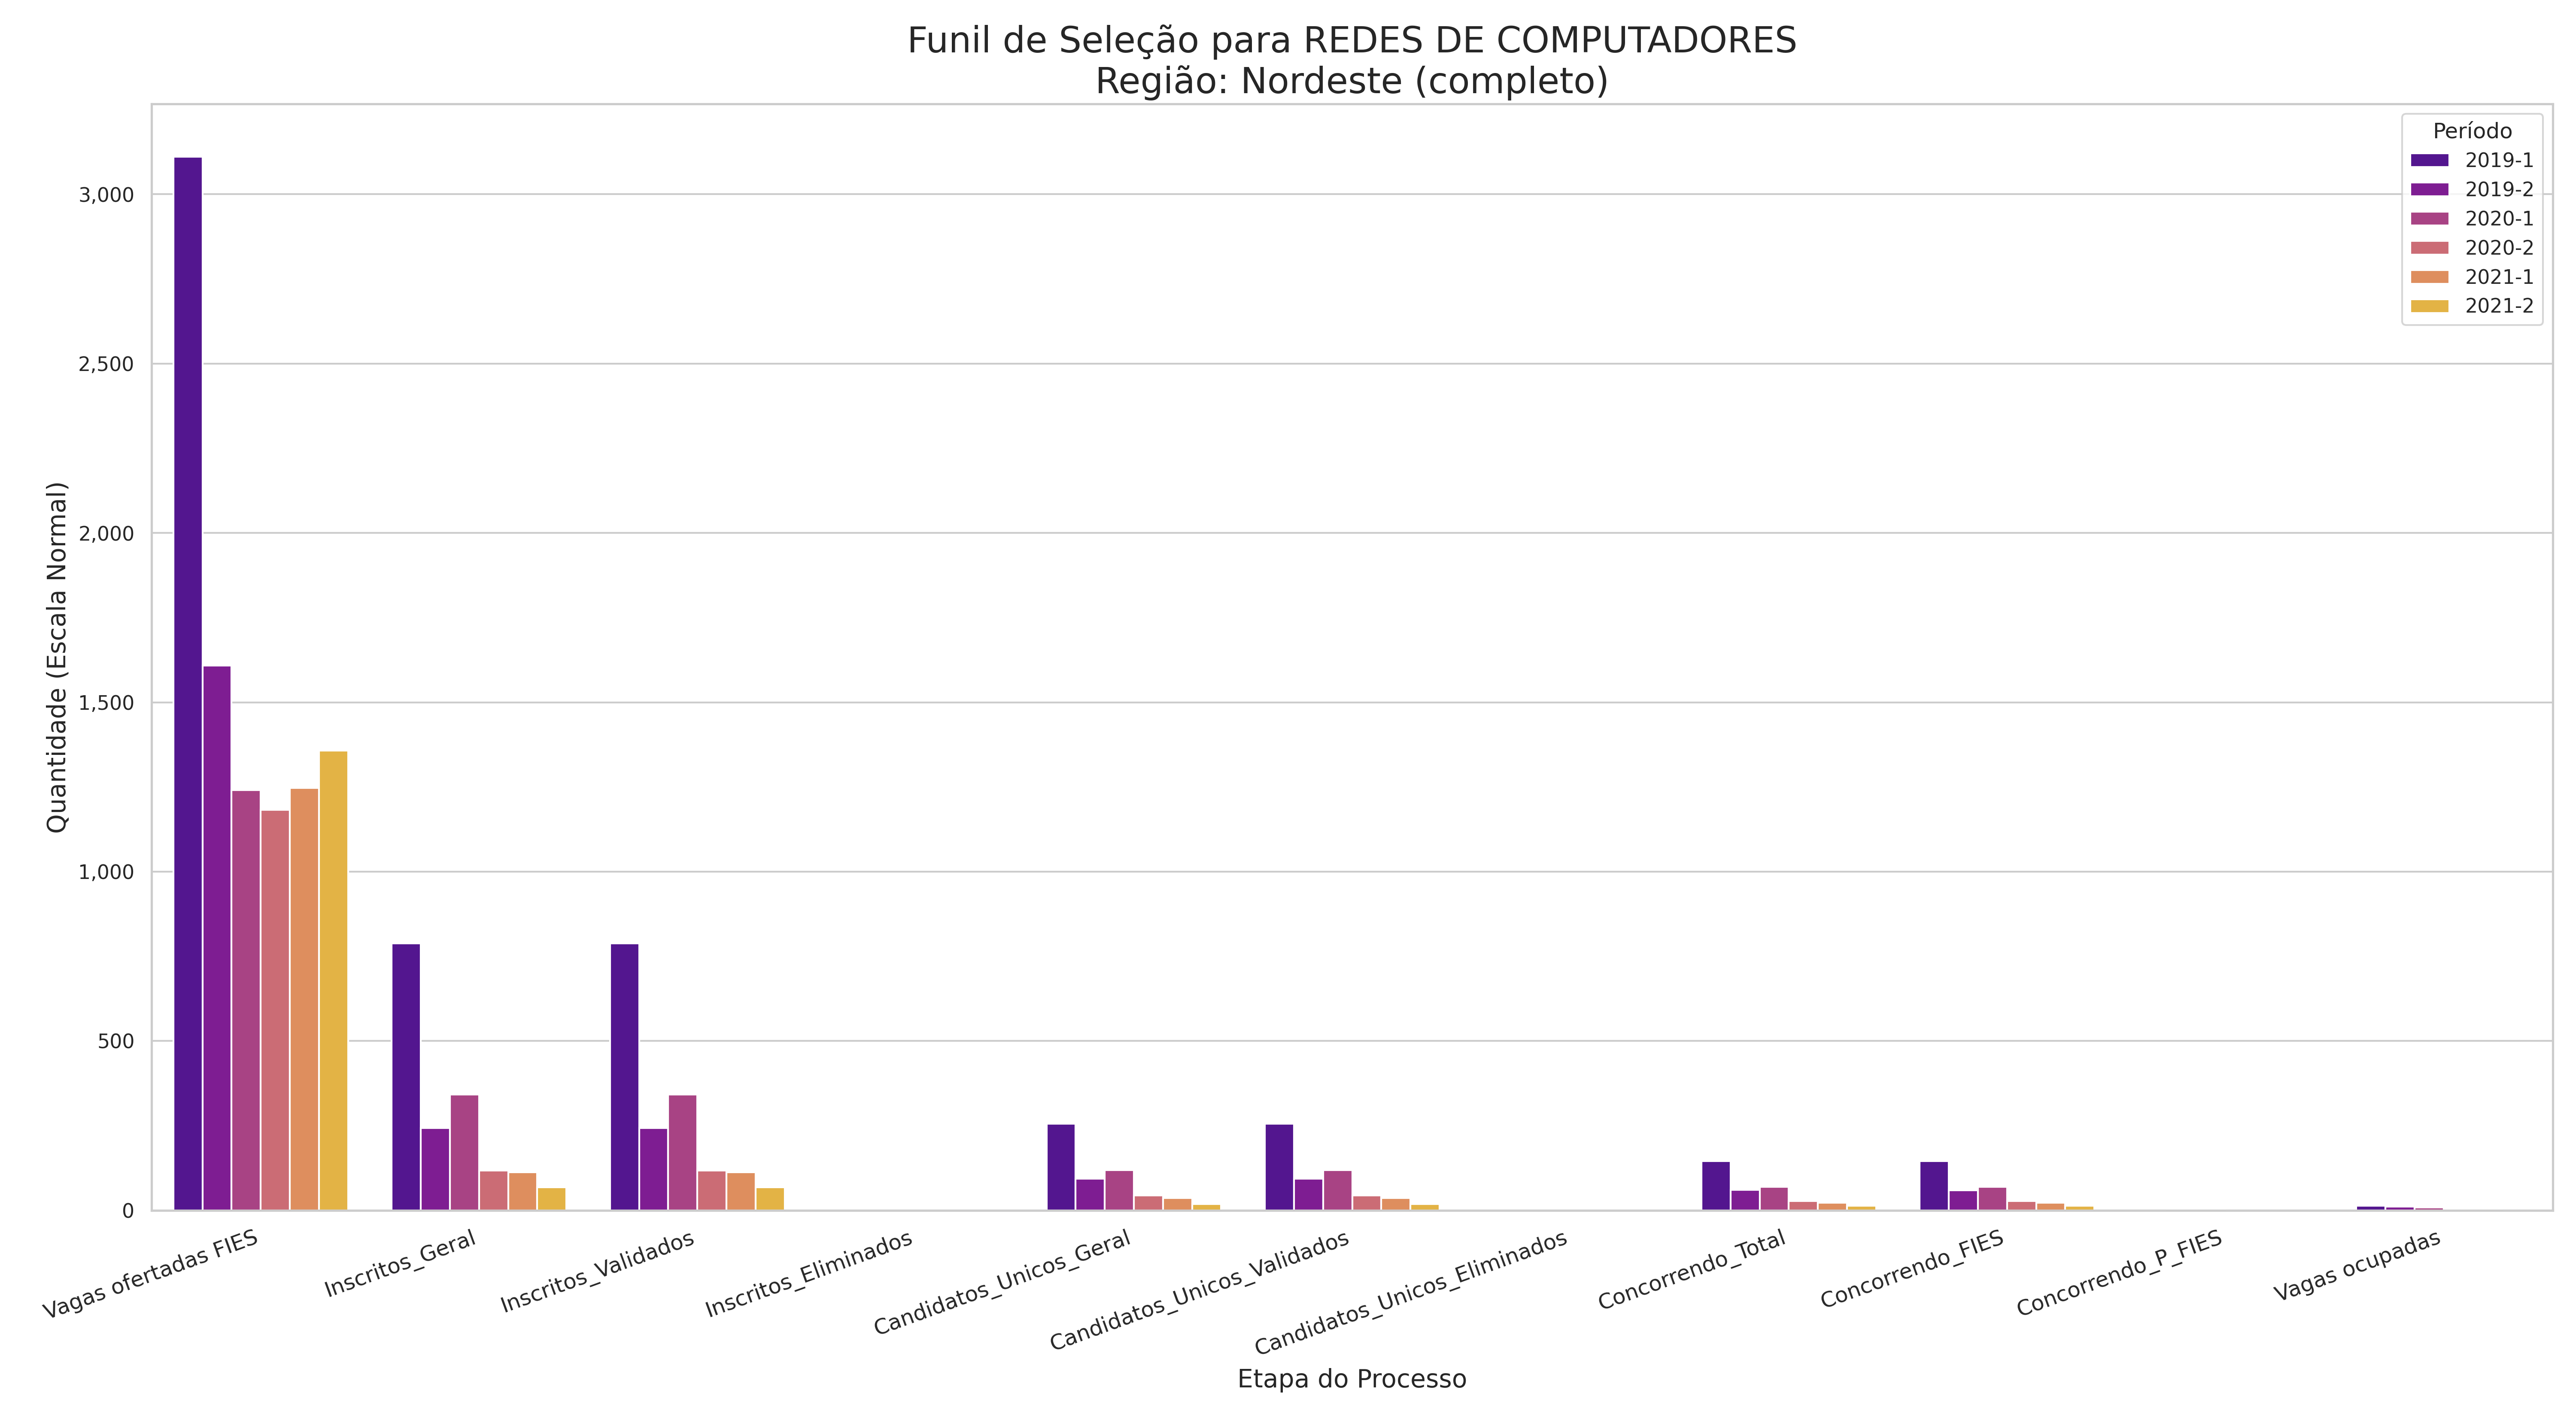 Funil de Seleção para REDES DE COMPUTADORES
Região: Nordeste (completo)
Período
2019-1
2019-2
2020-1
2020-2
2021-1
2021-2
Quantidade (Escala Normal)
3,000
2,500
2,000
1,500
1,000
500
0
Vagas ofertadas FIES
Inscritos_Geral
Inscritos_Validados
Inscritos_Eliminados
Candidatos_Unicos_Geral
Candidatos_Unicos_Validados
Candidatos_Unicos_Eliminados
Concorrendo_Total
Concorrendo_FIES
Concorrendo_P_FIES
Vagas ocupadas
Etapa do Processo